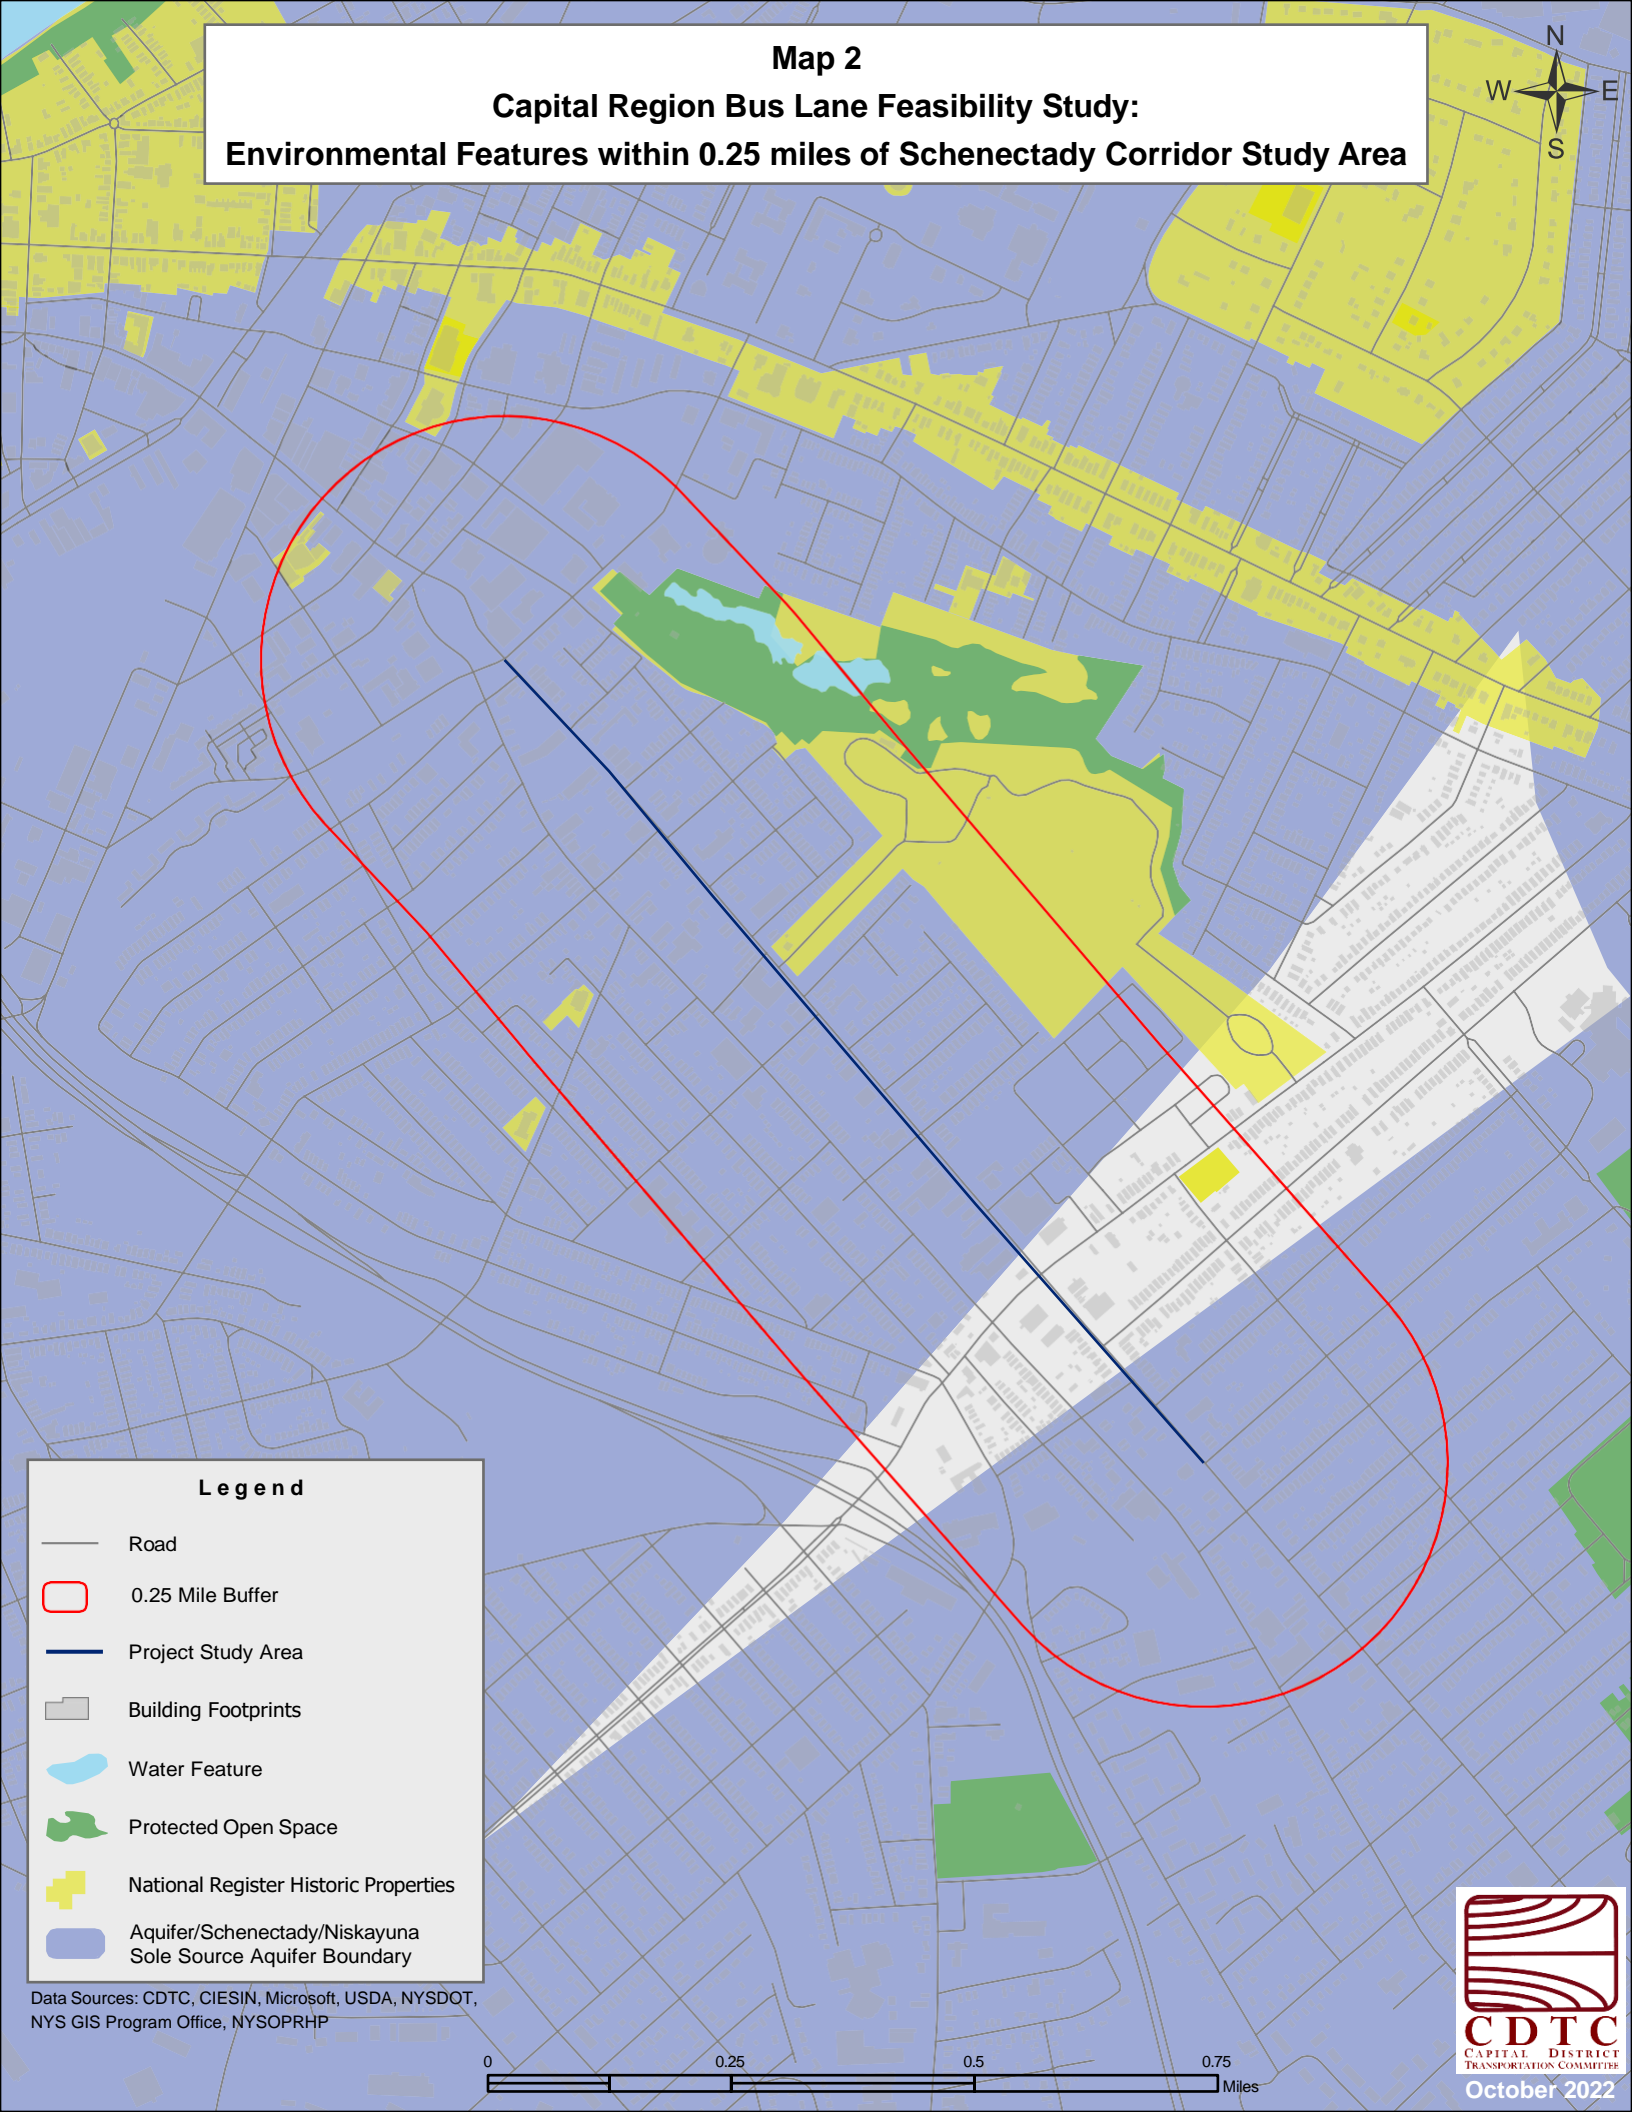 Map 2
Capital Region Bus Lane Feasibility Study:
Environmental Features within 0.25 miles of Schenectady Corridor Study Area
N
W E
S
Legend
Road
0.25 Mile Buffer
Project Study Area
Building Footprints
Water Feature
Protected Open Space
National Register Historic Properties
Aquifer/Schenectady/Niskayuna
Sole Source Aquifer Boundary
Data Sources: CDTC, CIESIN, Microsoft, USDA, NYSDOT,
NYS GIS Program Office, NYSOPRHP
0 0.25 0.5 0.75
Miles
CDTC
CAPITAL DISTRICT
TRANSPORTATION COMMITTEE
October 2022